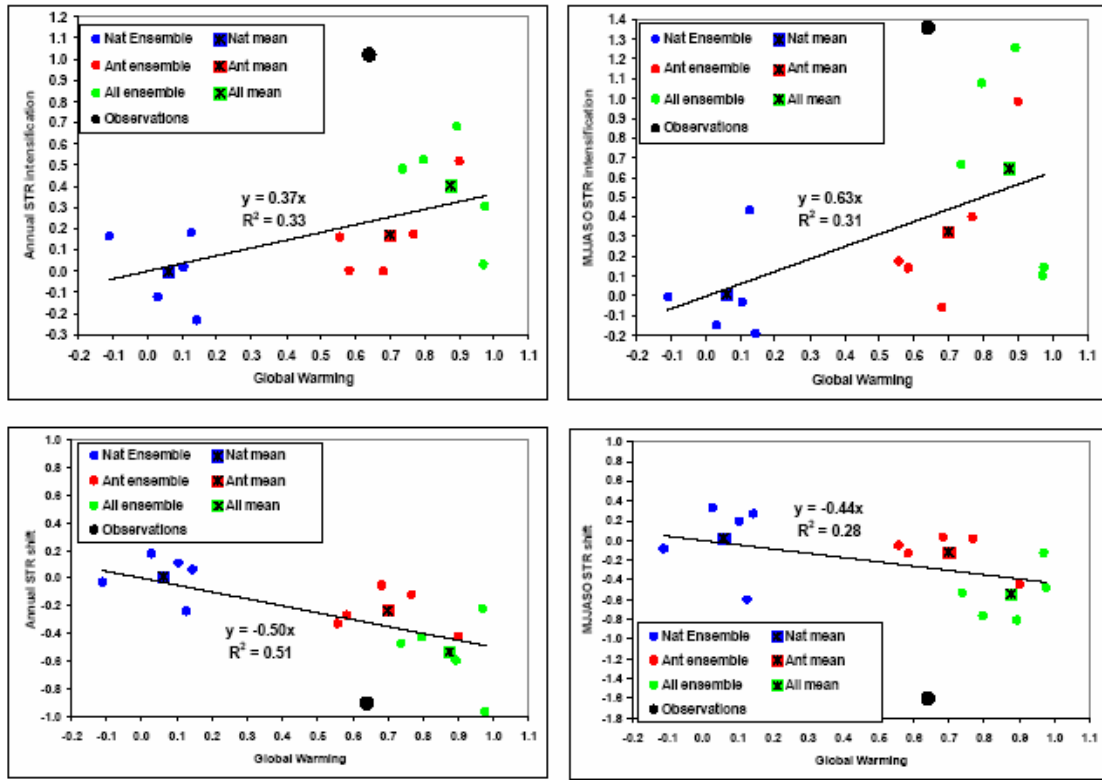 1.2
1.1
1.0
0.9
0.8
0.7
0.6
0.5
0.4
0.3
0.2
0.1
0.0
-0.1
-0.2
-0.3
Annual STR intensification
Nat Ensemble Nat mean
Ant ensemble Ant mean
All ensemble All mean
Observations
y = 0.37x
R² = 0.33
-0.2 -0.1 0.0 0.1 0.2 0.3 0.4 0.5 0.6 0.7 0.8 0.9 1.0 1.1
Global Warming
1.4
1.3
1.2
1.1
1.0
0.9
0.8
0.7
0.6
0.5
0.4
0.3
0.2
0.1
0.0
-0.1
-0.2
MJJASO STR intensification
Nat Ensemble Nat mean
Ant ensemble Ant mean
All ensemble All mean
Observations
y = 0.63x
R² = 0.31
-0.2 -0.1 0.0 0.1 0.2 0.3 0.4 0.5 0.6 0.7 0.8 0.9 1.0 1.1
Global Warming
1.0
0.8
0.6
0.4
0.2
0.0
-0.2
-0.4
-0.6
-0.8
-1.0
Annual STR shift
Nat Ensemble Nat mean
Ant ensemble Ant mean
All ensemble All mean
Observations
y = -0.50x
R² = 0.51
-0.2 -0.1 0.0 0.1 0.2 0.3 0.4 0.5 0.6 0.7 0.8 0.9 1.0 1.1
Global Warming
1.0
0.8
0.6
0.4
0.2
0.0
-0.2
-0.4
-0.6
-0.8
-1.0
-1.2
-1.4
-1.6
-1.8
MJJASO STR shift
y = -0.44x
R² = 0.28
Nat Ensemble Nat mean
Ant ensemble Ant mean
All ensemble All mean
Observations
-0.2 -0.1 0.0 0.1 0.2 0.3 0.4 0.5 0.6 0.7 0.8 0.9 1.0 1.1
Global Warming